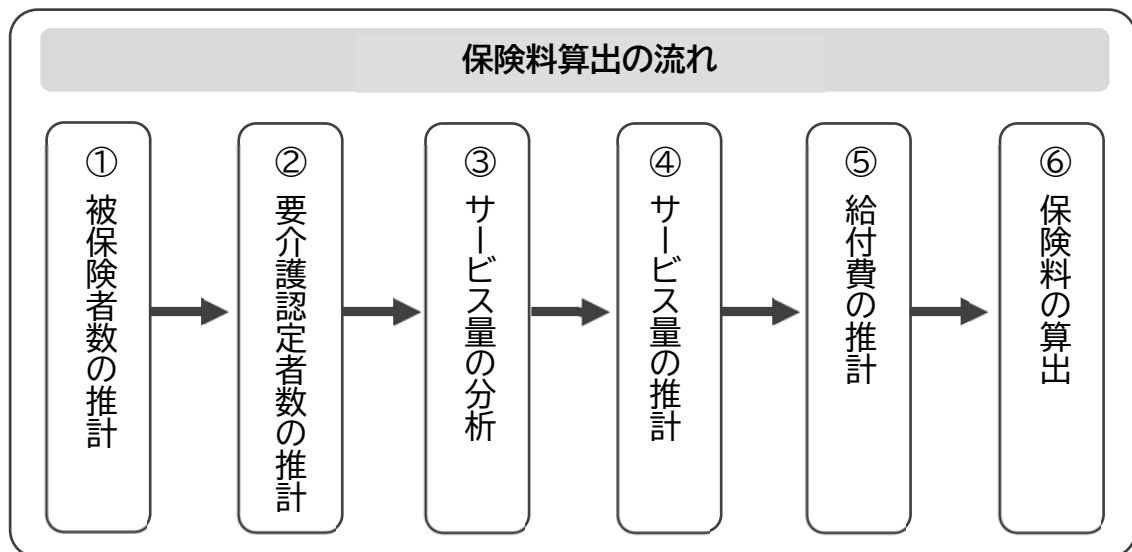 保険料算出の流れ
① 被保険者数の推計
② 要介護認定者数の推計
③ サービス量の分析
④ サービス量の推計
⑤ 給付費の推計
⑥ 保険料の算出